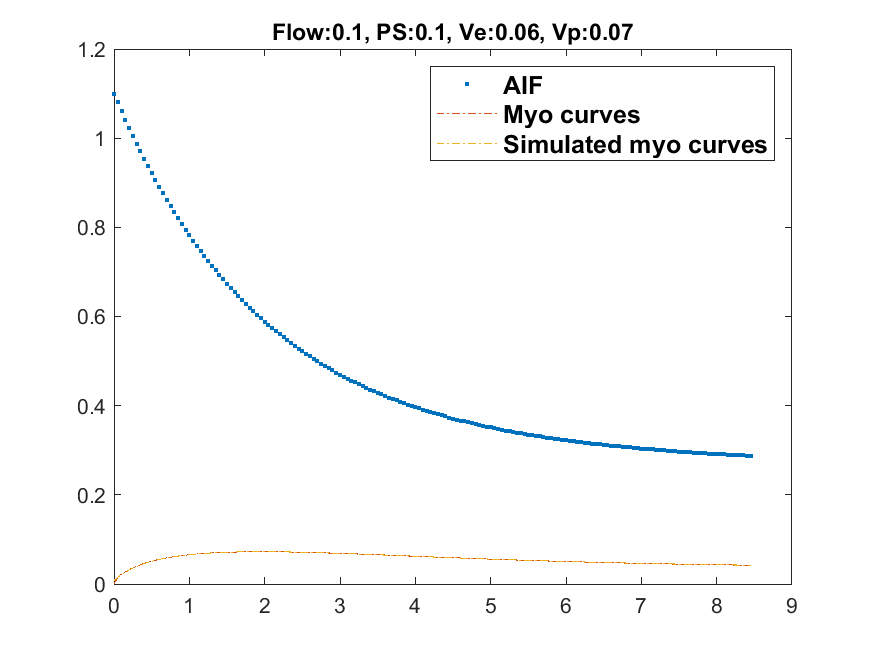 Flow:0.1, PS:0.1, Ve:0.06, Vp:0.07
1.2
AIF
Myo curves
Simulated myo curves
1
0.8
0.6
0.4
0.2
0
0 1 2 3 4 5 6 7 8 9